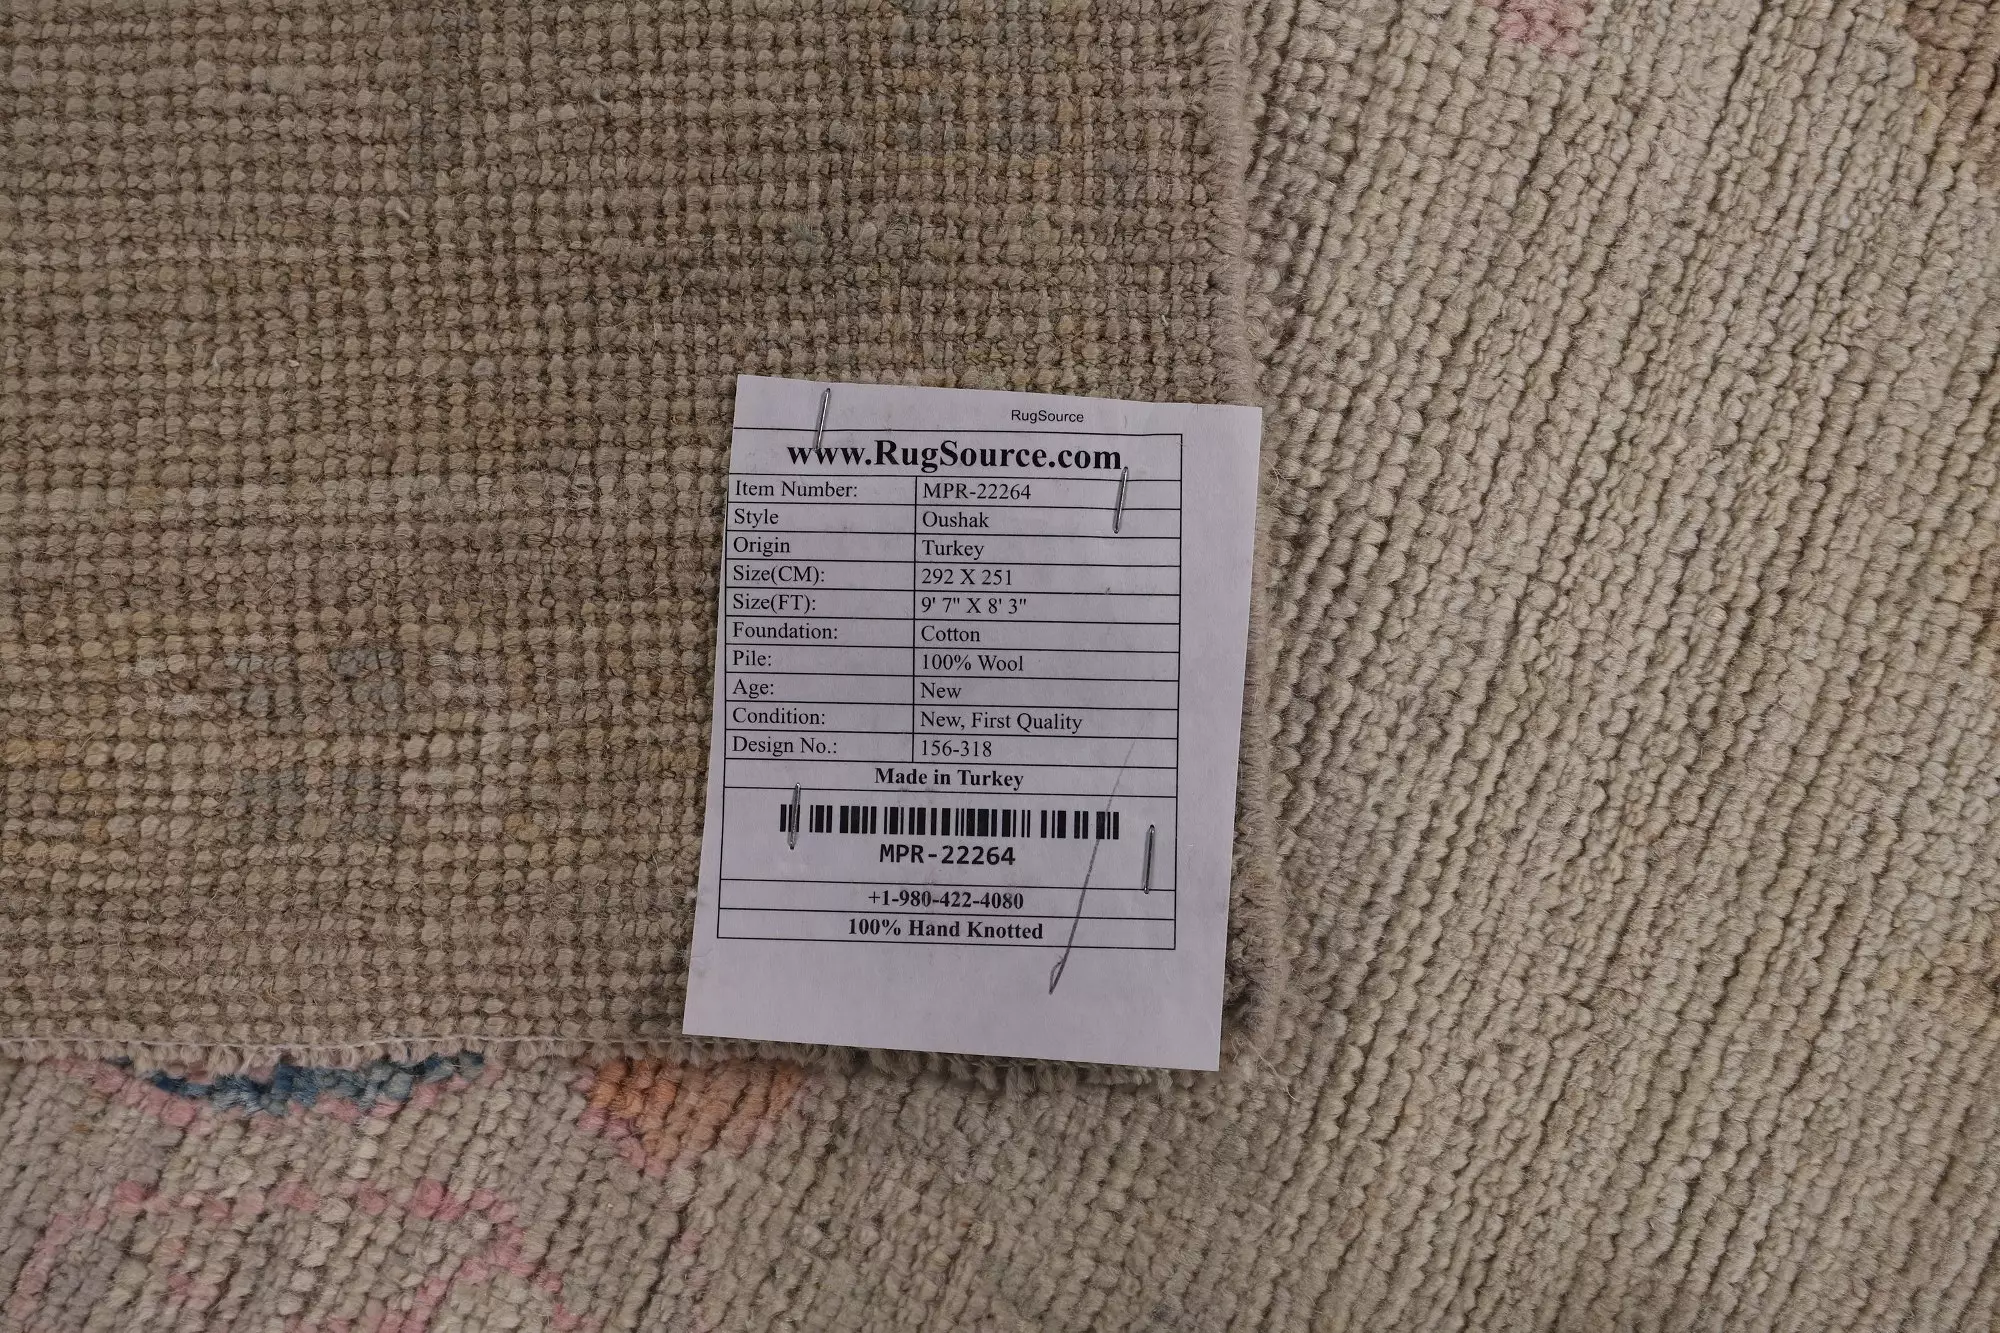 RugSource
www.RugSource.com
Item Number: MPR-22264
Style Oushak
Origin Turkey
Size(CM): 292 X 251
Size(FT): 9' 7" X 8' 3"
Foundation: Cotton
Pile: 100% Wool
Age: New
Condition: New, First Quality
Design No.: 156-318
Made in Turkey
MPR-22264
+1-980-422-4080
100% Hand Knotted